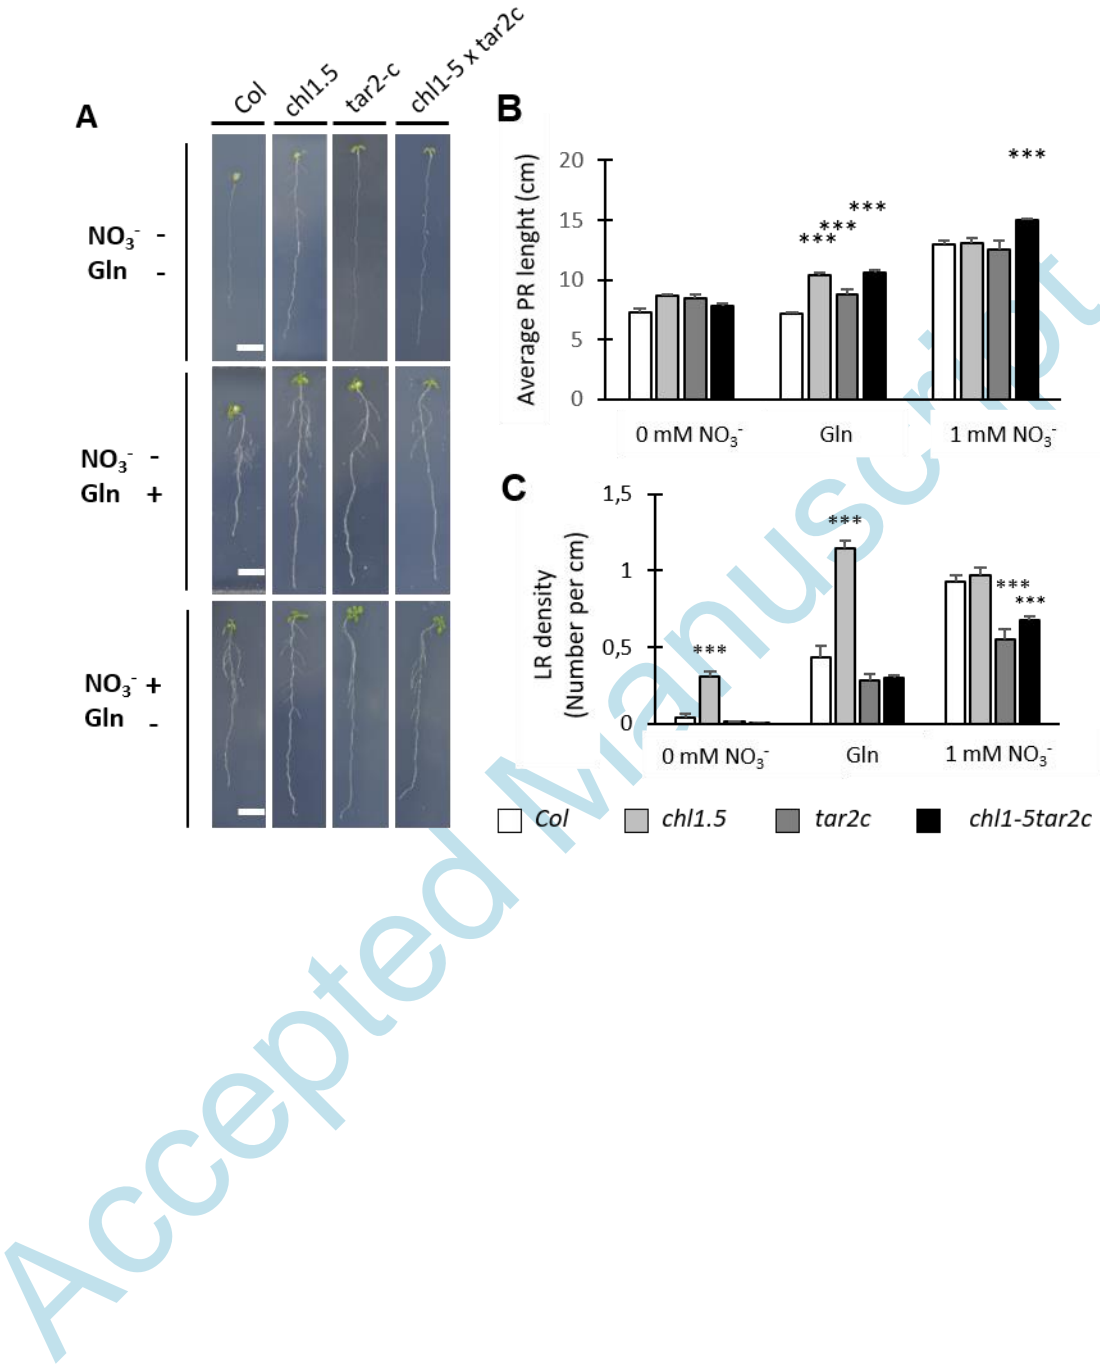 A
Col
chl1.5
tar2-c
chl1-5 x tar2c
NO₃⁻ -
Gln -
NO₃⁻ -
Gln +
NO₃⁻ +
Gln -
B
Average PR lenght (cm)
20
15
10
5
0
***
***
***
***
0 mM NO₃⁻
Gln
1 mM NO₃⁻
C
LR density
(Number per cm)
1,5
1
0,5
0
***
***
***
***
0 mM NO₃⁻
Gln
1 mM NO₃⁻
Col
chl1.5
tar2c
chl1-5tar2c
Accepted Manuscript